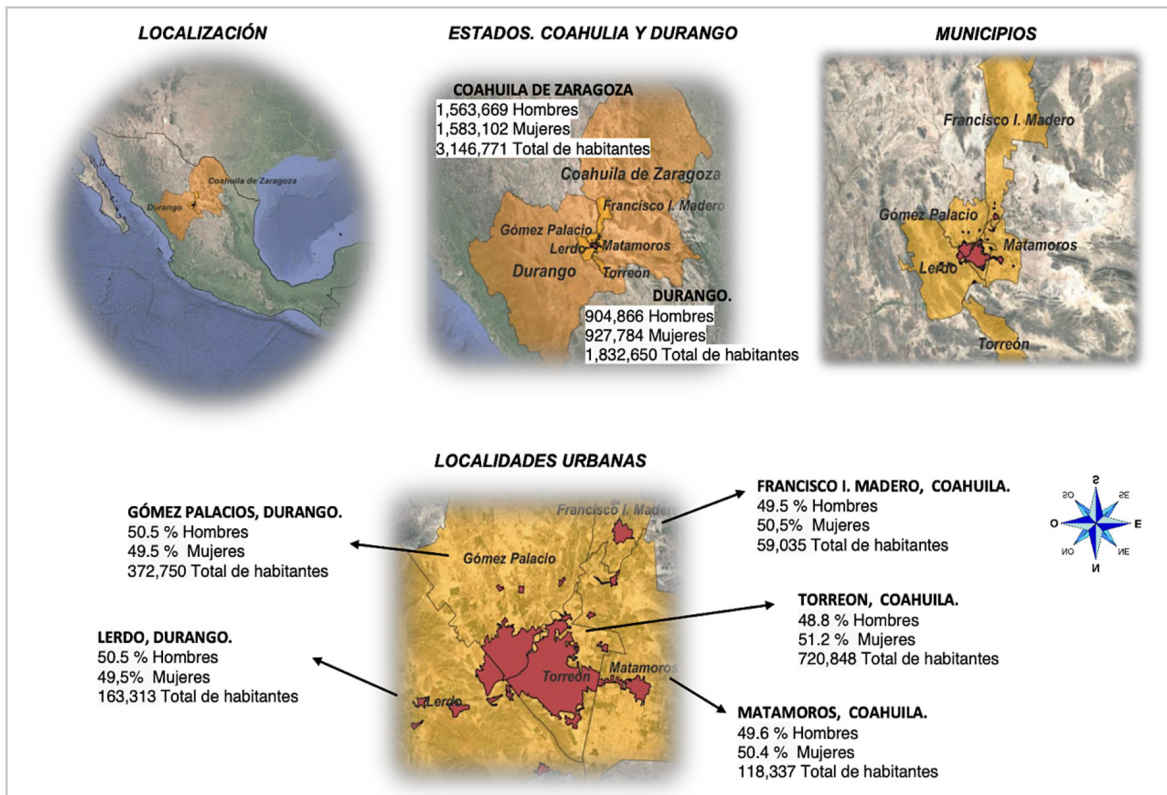 LOCALIZACIÓN
Coahuila de Zaragoza
Durango
ESTADOS. COAHULIA Y DURANGO
COAHUILA DE ZARAGOZA
1,563,669 Hombres
1,583,102 Mujeres
3,146,771 Total de habitantes
Coahuila de Zaragoza
Francisco I. Madero
Gómez Palacio
Lerdo
Matamoros
Durango
Torreón
DURANGO.
904,866 Hombres
927,784 Mujeres
1,832,650 Total de habitantes
MUNICIPIOS
Francisco I. Madero
Gómez Palacio
Matamoros
Lerdo
Torreón
LOCALIDADES URBANAS
GÓMEZ PALACIOS, DURANGO.
50.5 % Hombres
49.5 % Mujeres
372,750 Total de habitantes
LERDO, DURANGO.
50.5 % Hombres
49,5% Mujeres
163,313 Total de habitantes
Francisco I. Madero
Gómez Palacio
Torreón
Matamoros
Lerdo
FRANCISCO I. MADERO, COAHUILA.
49.5 % Hombres
50,5% Mujeres
59,035 Total de habitantes
TORREON, COAHUILA.
48.8 % Hombres
51.2 % Mujeres
720,848 Total de habitantes
MATAMOROS, COAHUILA.
49.6 % Hombres
50.4 % Mujeres
118,337 Total de habitantes
S
SO
SE
O
E
NO
NE
N